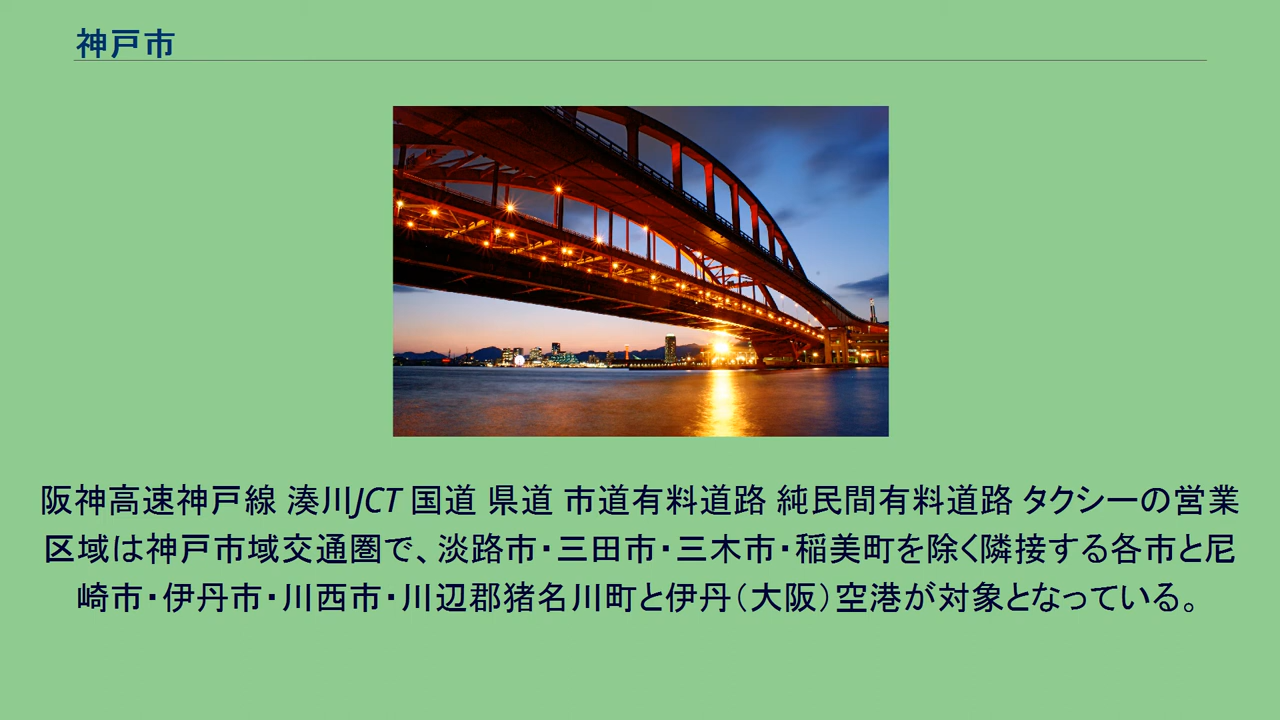 神戸市
阪神高速神戸線 湊川JCT 国道 県道 市道有料道路 純民間有料道路 タクシーの営業
区域は神戸市域交通圏で、淡路市・三田市・三木市・稲美町を除く隣接する各市と尼
崎市・伊丹市・川西市・川辺郡猪名川町と伊丹（大阪）空港が対象となっている。